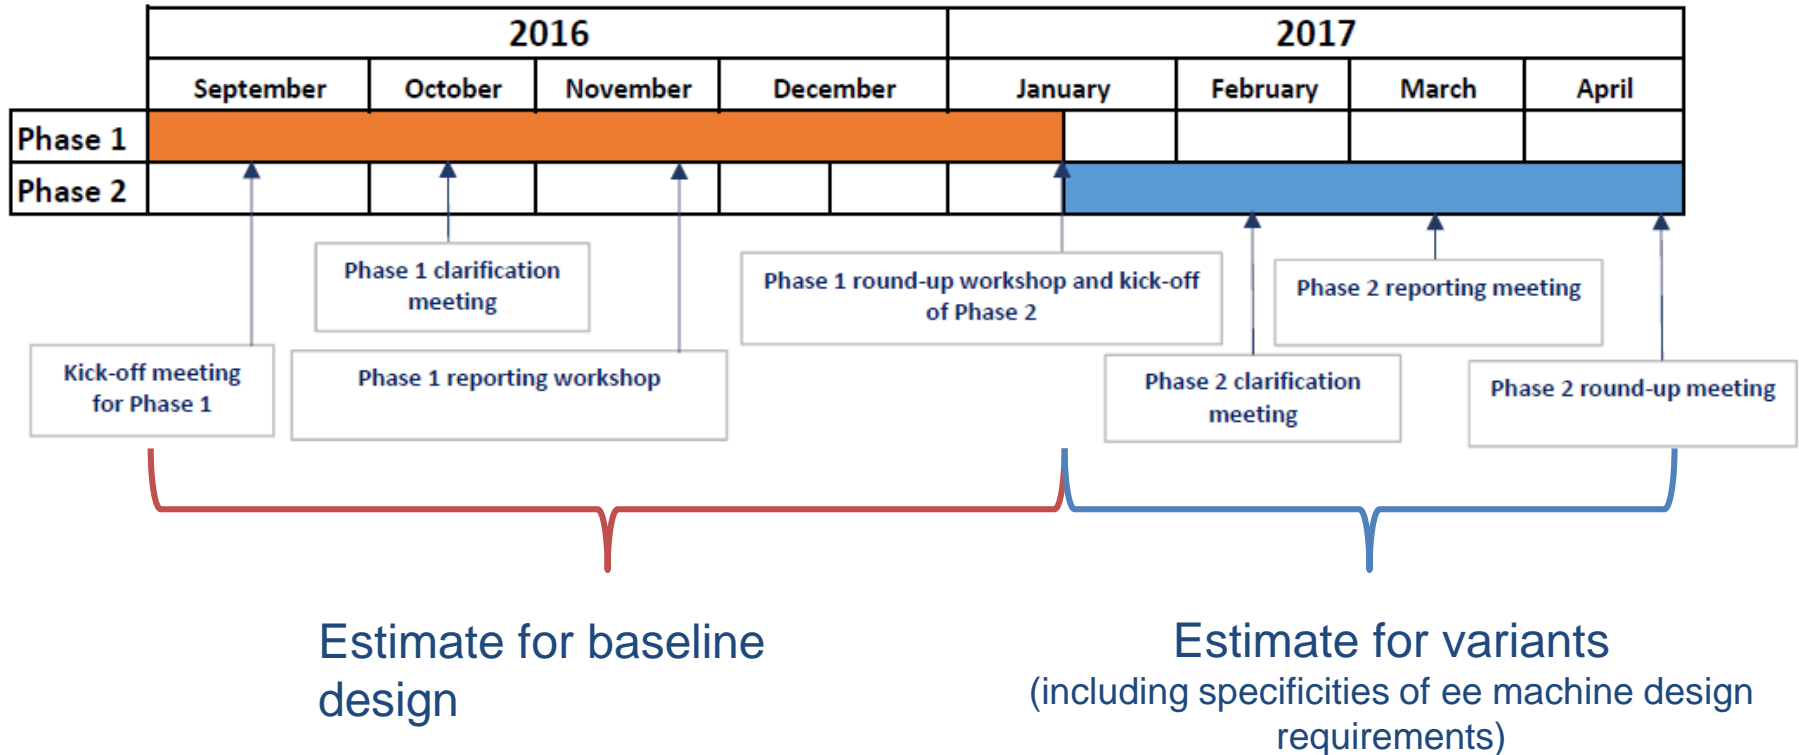 2016
2017
September
October
November
December
January
February
March
April
Phase 1
Phase 2
Phase 1 clarification
meeting
Phase 1 round-up workshop and kick-off
of Phase 2
Phase 2 reporting meeting
Kick-off meeting
for Phase 1
Phase 1 reporting workshop
Phase 2 clarification
meeting
Phase 2 round-up meeting
Estimate for baseline
design
Estimate for variants
(including specificities of ee machine design
requirements)